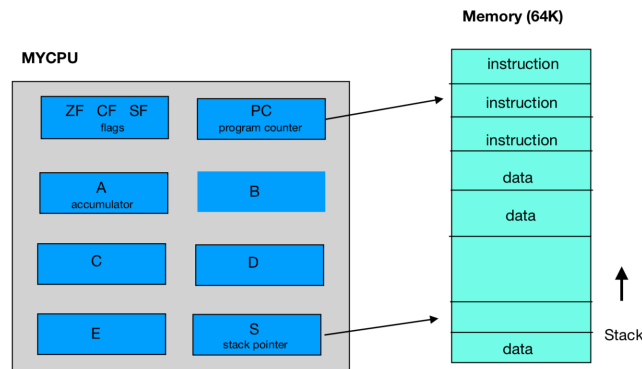 Memory (64K)
MYCPU
ZF CF SF
flags
PC
program counter
A
accumulator
B
C
D
E
S
stack pointer
instruction
instruction
instruction
data
data
data
Stack